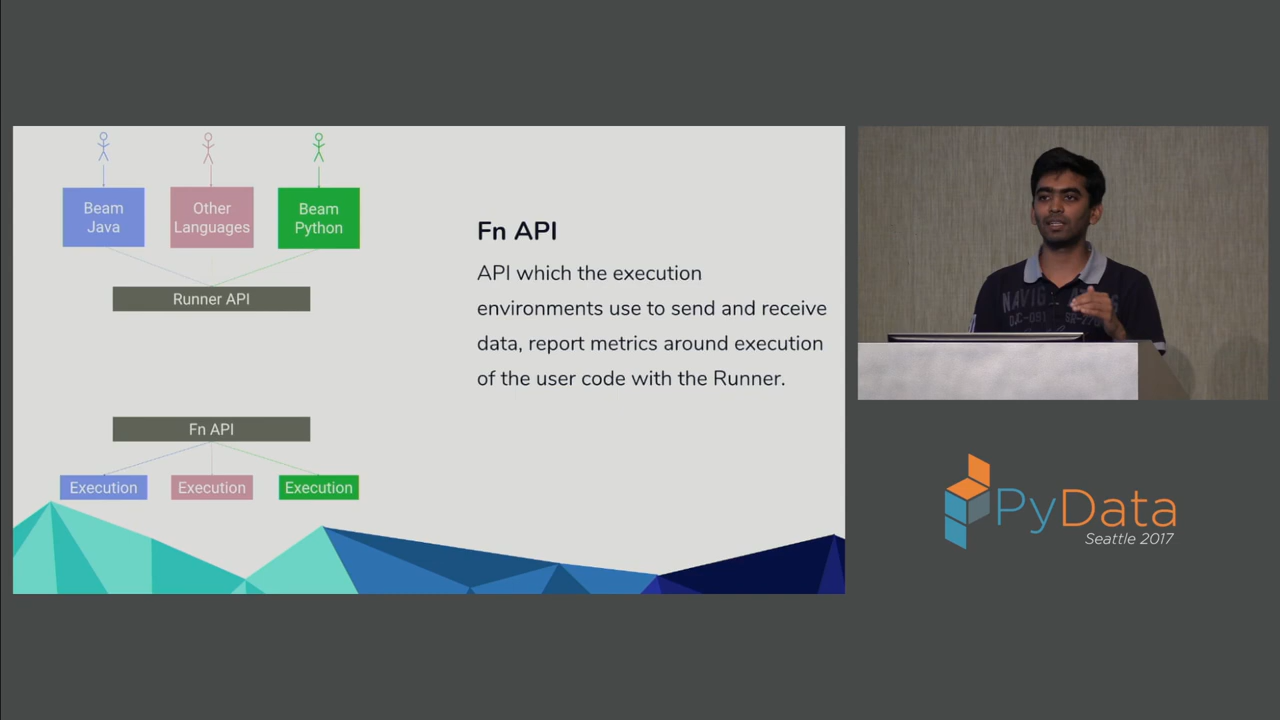 Beam
Java
Other
Languages
Beam
Python
Runner API
Fn API
Execution
Execution
Execution
Fn API
API which the execution
environments use to send and receive
data, report metrics around execution
of the user code with the Runner.
PyData
Seattle 2017